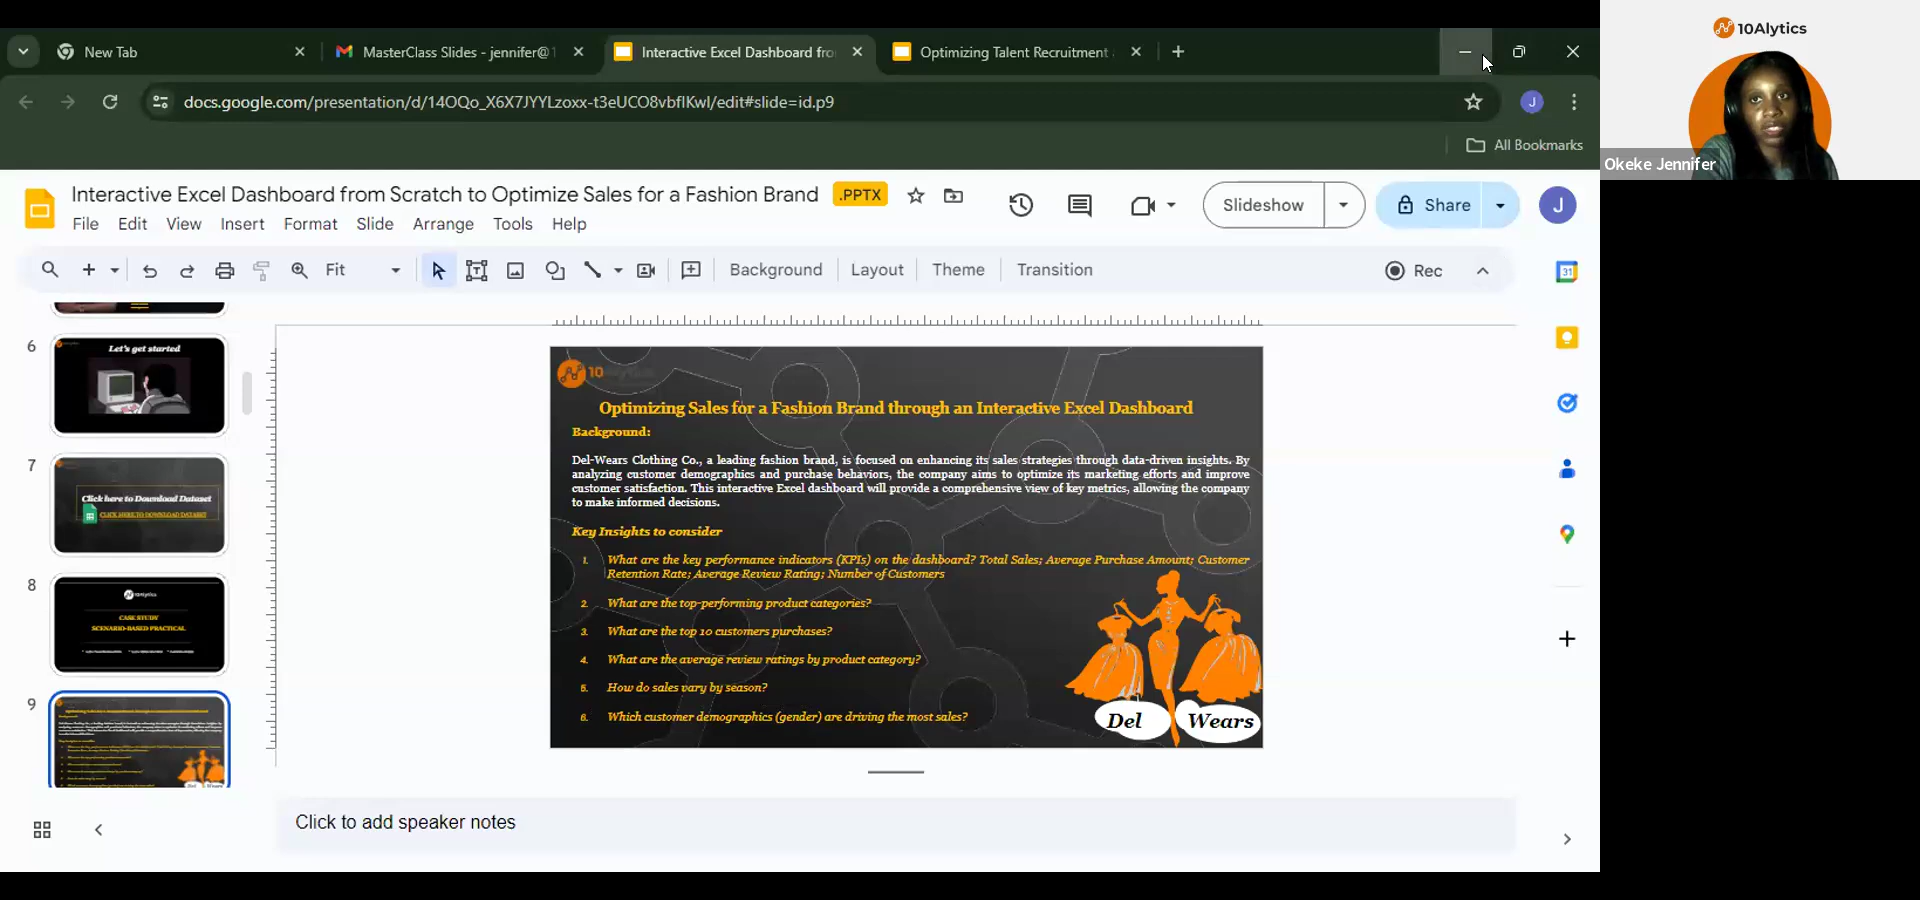 New Tab
MasterClass Slides - jennifer@1
Interactive Excel Dashboard fro
Optimizing Talent Recruitment
10Alytics
docs.google.com/presentation/d/14OQo_X6X7JYYLzoxx-t3eUCO8vbflKwl/edit#slide=id.p9
J
All Bookmarks
Okeke Jennifer
Interactive Excel Dashboard from Scratch to Optimize Sales for a Fashion Brand
.PPTX
Slideshow
Share
J
File Edit View Insert Format Slide Arrange Tools Help
Fit
Background Layout Theme Transition
Rec
31
6
Let's get started
7
Click here to Download Dataset
CLICK HERE TO DOWNLOAD DATASET
8
10Alytics
CASE STUDY
SCENARIO-BASED PRACTICAL
9
10
Optimizing Sales for a Fashion Brand through an Interactive Excel Dashboard
Background:
Del-Wears Clothing Co., a leading fashion brand, is focused on enhancing its sales strategies through data-driven insights. By
analyzing customer demographics and purchase behaviors, the company aims to optimize its marketing efforts and improve
customer satisfaction. This interactive Excel dashboard will provide a comprehensive view of key metrics, allowing the company
to make informed decisions.
Key Insights to consider
1. What are the key performance indicators (KPIs) on the dashboard? Total Sales; Average Purchase Amount; Customer
Retention Rate; Average Review Rating; Number of Customers
2. What are the top-performing product categories?
3. What are the top 10 customers purchases?
4. What are the average review ratings by product category?
5. How do sales vary by season?
6. Which customer demographics (gender) are driving the most sales?
Del Wears
Click to add speaker notes